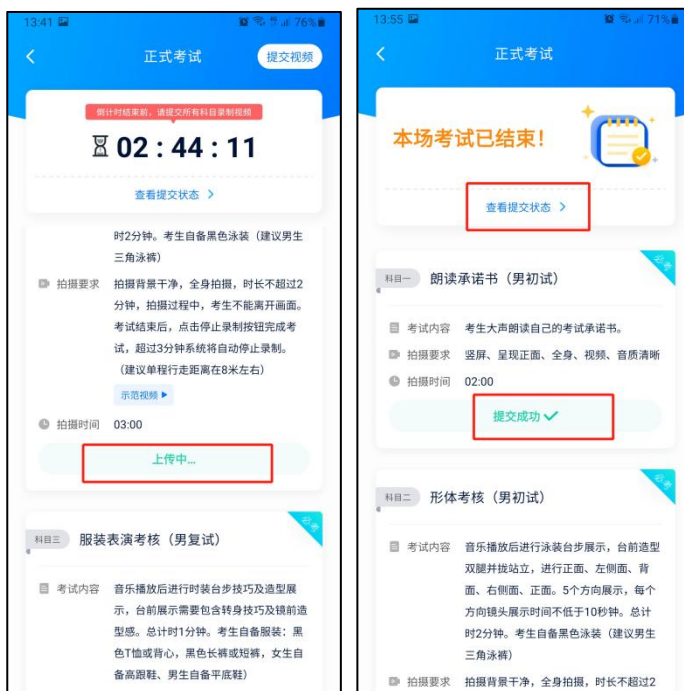 13:41
76%
正式考试
提交视频
倒计时结束前，请提交所有科目录制视频
02 : 44 : 11
查看提交状态
时2分钟。考生自备黑色泳装（建议男生
三角泳裤）
拍摄要求 拍摄背景干净，全身拍摄，时长不超过2
分钟，拍摄过程中，考生不能离开画面。
考试结束后，点击停止录制按钮完成考
试，超过3分钟系统将自动停止录制。
（建议单程行走距离在8米左右）
示范视频
拍摄时间 03:00
上传中...
必考
科目三 服装表演考核（男复试）
考试内容 音乐播放后进行时装台步技巧及造型展
示，台前展示需要包含转身技巧及镜前造
型感。总计时1分钟。考生自备服装：黑
色T恤或背心，黑色长裤或短裤，女生自
备高跟鞋、男生自备平底鞋）
13:55
71%
正式考试
本场考试已结束！
查看提交状态
必考
科目一 朗读承诺书（男初试）
考试内容 考生大声朗读自己的考试承诺书。
拍摄要求 竖屏、呈现正面、全身、视频、音质清晰
拍摄时间 02:00
提交成功
必考
科目二 形体考核（男初试）
考试内容 音乐播放后进行泳装台步展示，台前造型
双腿并拢站立，进行正面、左侧面、背
面、右侧面、正面。5个方向展示，每个
方向镜头展示时间不低于10秒钟。总计
时2分钟。考生自备黑色泳装（建议男生
三角泳裤）
拍摄要求 拍摄背景干净，全身拍摄，时长不超过2